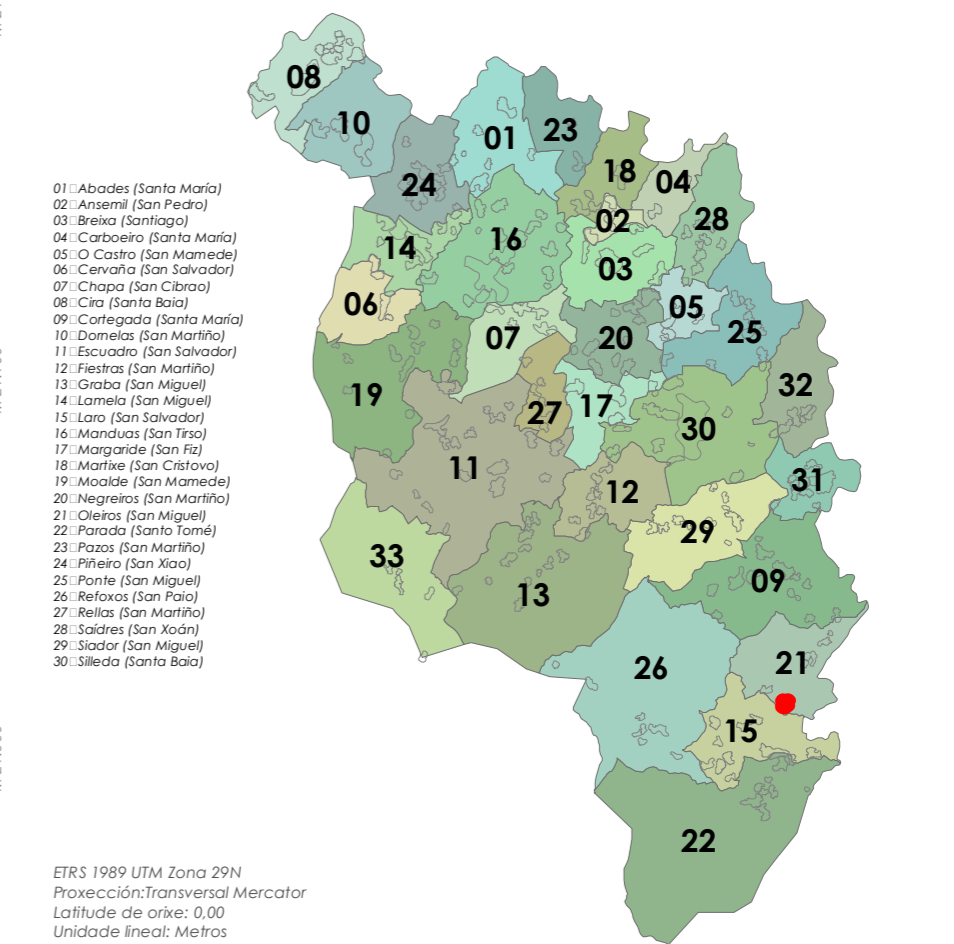 01 Abades (Santa María)
02 Ansemil (San Pedro)
03 Breixa (Santiago)
04 Carboeiro (Santa María)
05 O Castro (San Mamede)
06 Cervaña (San Salvador)
07 Chapa (San Cibrao)
08 Cira (Santa Baia)
09 Cortegada (Santa María)
10 Dornelas (San Martiño)
11 Escuadro (San Salvador)
12 Fiestras (San Martiño)
13 Graba (San Miguel)
14 Lamela (San Miguel)
15 Laro (San Salvador)
16 Manduas (San Tirso)
17 Margaride (San Fiz)
18 Martixe (San Cristovo)
19 Moalde (San Mamede)
20 Negreiros (San Martiño)
21 Oleiros (San Miguel)
22 Parada (Santo Tomé)
23 Pazos (San Martiño)
24 Piñeiro (San Xiao)
25 Ponte (San Miguel)
26 Refoxos (San Paio)
27 Rellas (San Martiño)
28 Saídres (San Xoán)
29 Siador (San Miguel)
30 Silleda (Santa Baia)
08
10
01
23
24
18
04
02
28
14
16
03
06
05
07
20
25
19
27
17
32
30
11
12
31
29
33
13
09
26
21
15
22
ETRS 1989 UTM Zona 29N
Proxección:Transversal Mercator
Latitude de orixe: 0,00
Unidade lineal: Metros